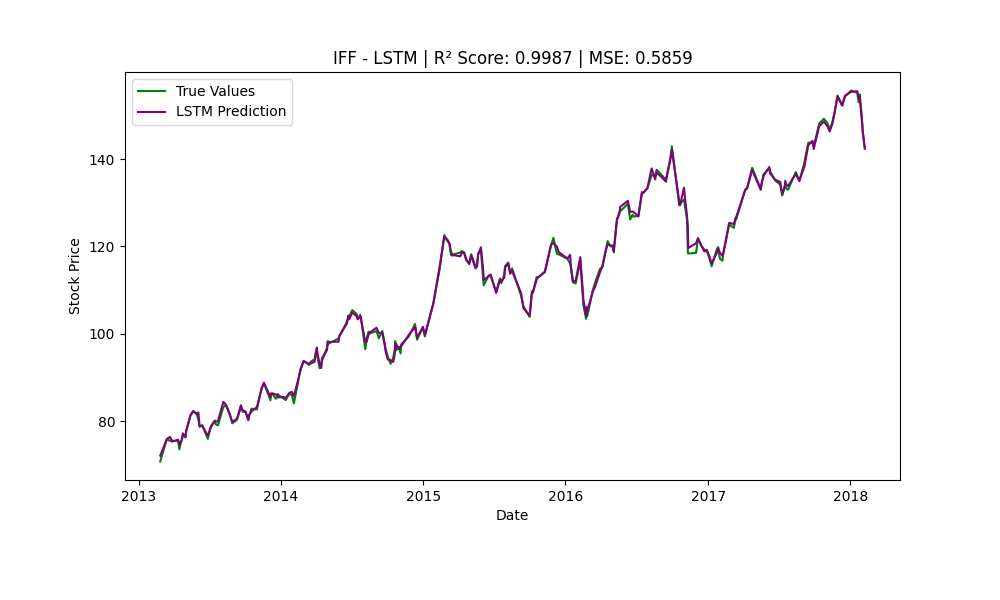 IFF - LSTM | R² Score: 0.9987 | MSE: 0.5859
True Values
LSTM Prediction
140
120
100
80
Stock Price
2013 2014 2015 2016 2017 2018
Date